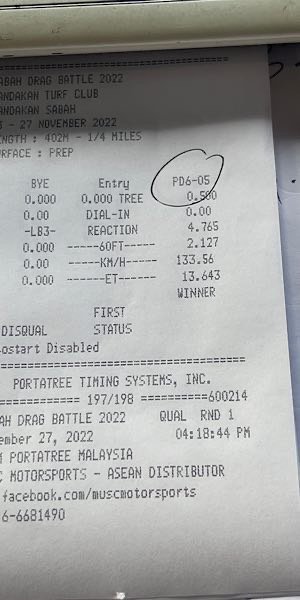 ==============================
ABAH DRAG BATTLE 2022
ANDAKAN TURF CLUB
ANDAKAN SABAH
- 27 NOVEMBER 2022
ENGTH : 402M - 1/4 MILES
URFACE : PREP
BYE Entry PD6-05
0.000 0.000 TREE 0.500
0.00 DIAL-IN 0.00
-LB3- REACTION 4.765
0.000 -----60FT----- 2.127
0.00 -----KM/H----- 133.56
0.000 ------ET------ 13.643
WINNER
FIRST
DISQUAL STATUS
ostart Disabled
==============================
PORTATREE TIMING SYSTEMS, INC.
============ 197/198 ==========600214
AH DRAG BATTLE 2022 QUAL RND 1
ember 27, 2022 04:18:44 PM
PORTATREE MALAYSIA
C MOTORSPORTS - ASEAN DISTRIBUTOR
facebook.com/muscmotorsports
6-6681490